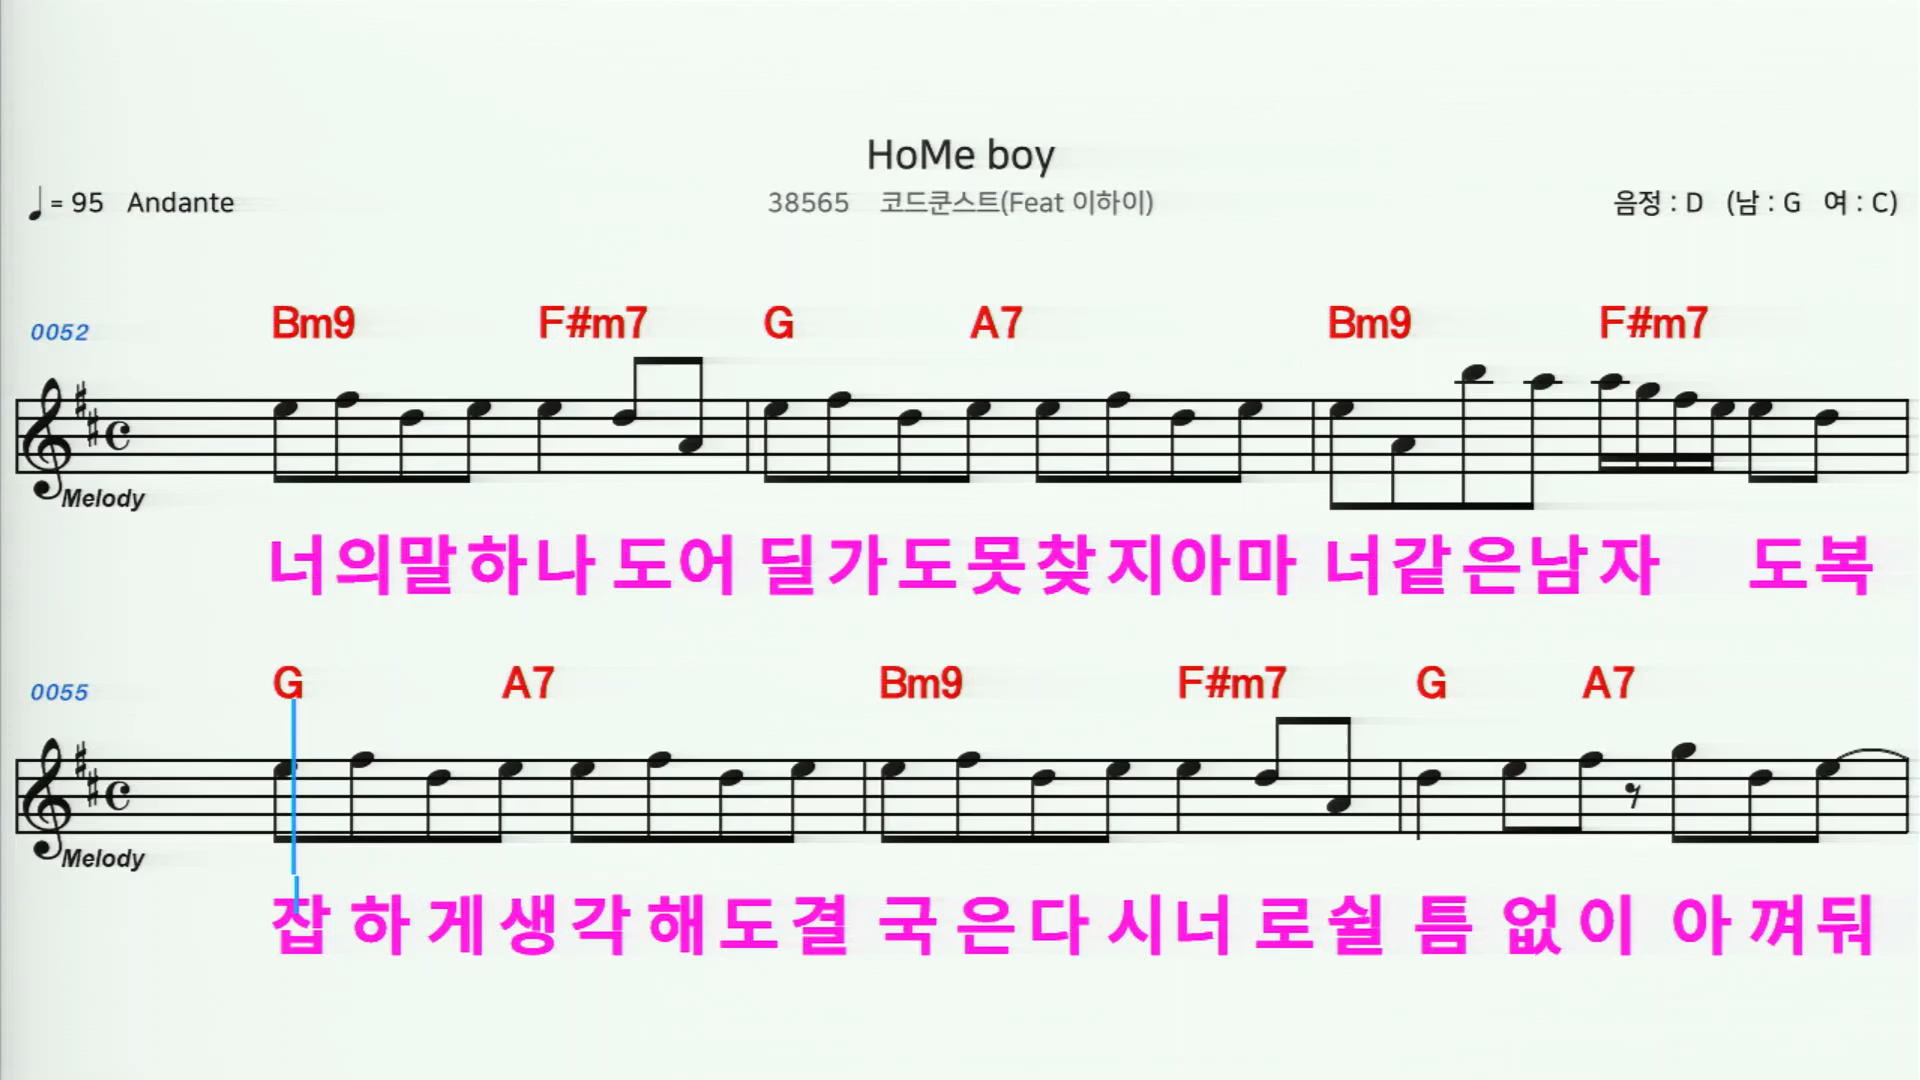 HoMe boy
♩= 95 Andante
38565 코드쿤스트(Feat 이하이)
음정 : D (남 : G 여 : C)
0052
Bm9 F#m7 G A7 Bm9 F#m7
Melody
너의말하나 도어 딜가도못찾지아마 너같은남자 도복
0055
G A7 Bm9 F#m7 G A7
Melody
잡하게생각해도결 국은다시너로쉴 틈 없이 아껴둬